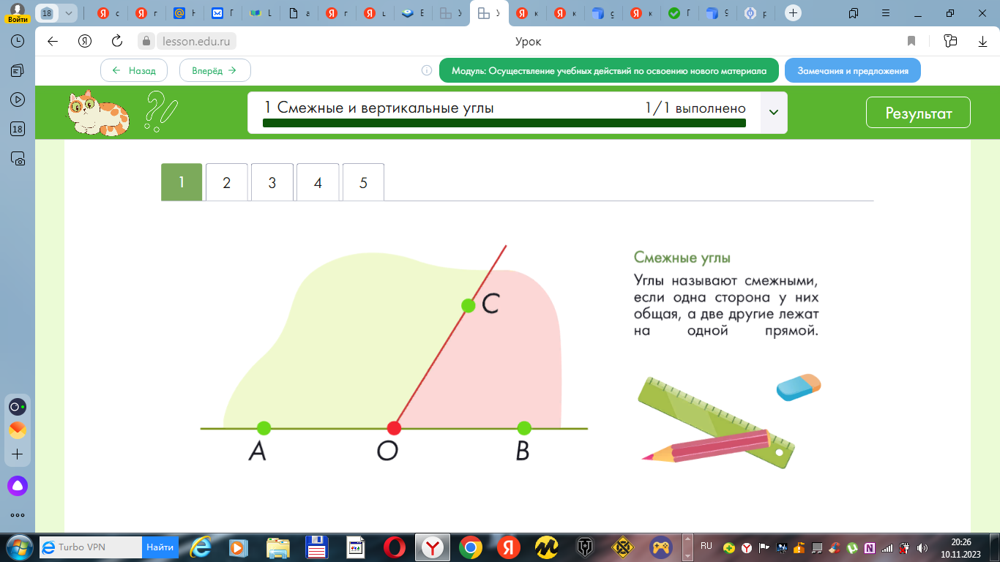 18
Войти
lesson.edu.ru
Урок
Назад
Вперёд
Модуль: Осуществление учебных действий по освоению нового материала
Замечания и предложения
1 Смежные и вертикальные углы
1/1 выполнено
Результат
18
1 2 3 4 5
Смежные углы
Углы называют смежными,
если одна сторона у них
общая, а две другие лежат
на одной прямой.
C
A
O
B
Turbo VPN
Найти
RU
20:26
10.11.2023